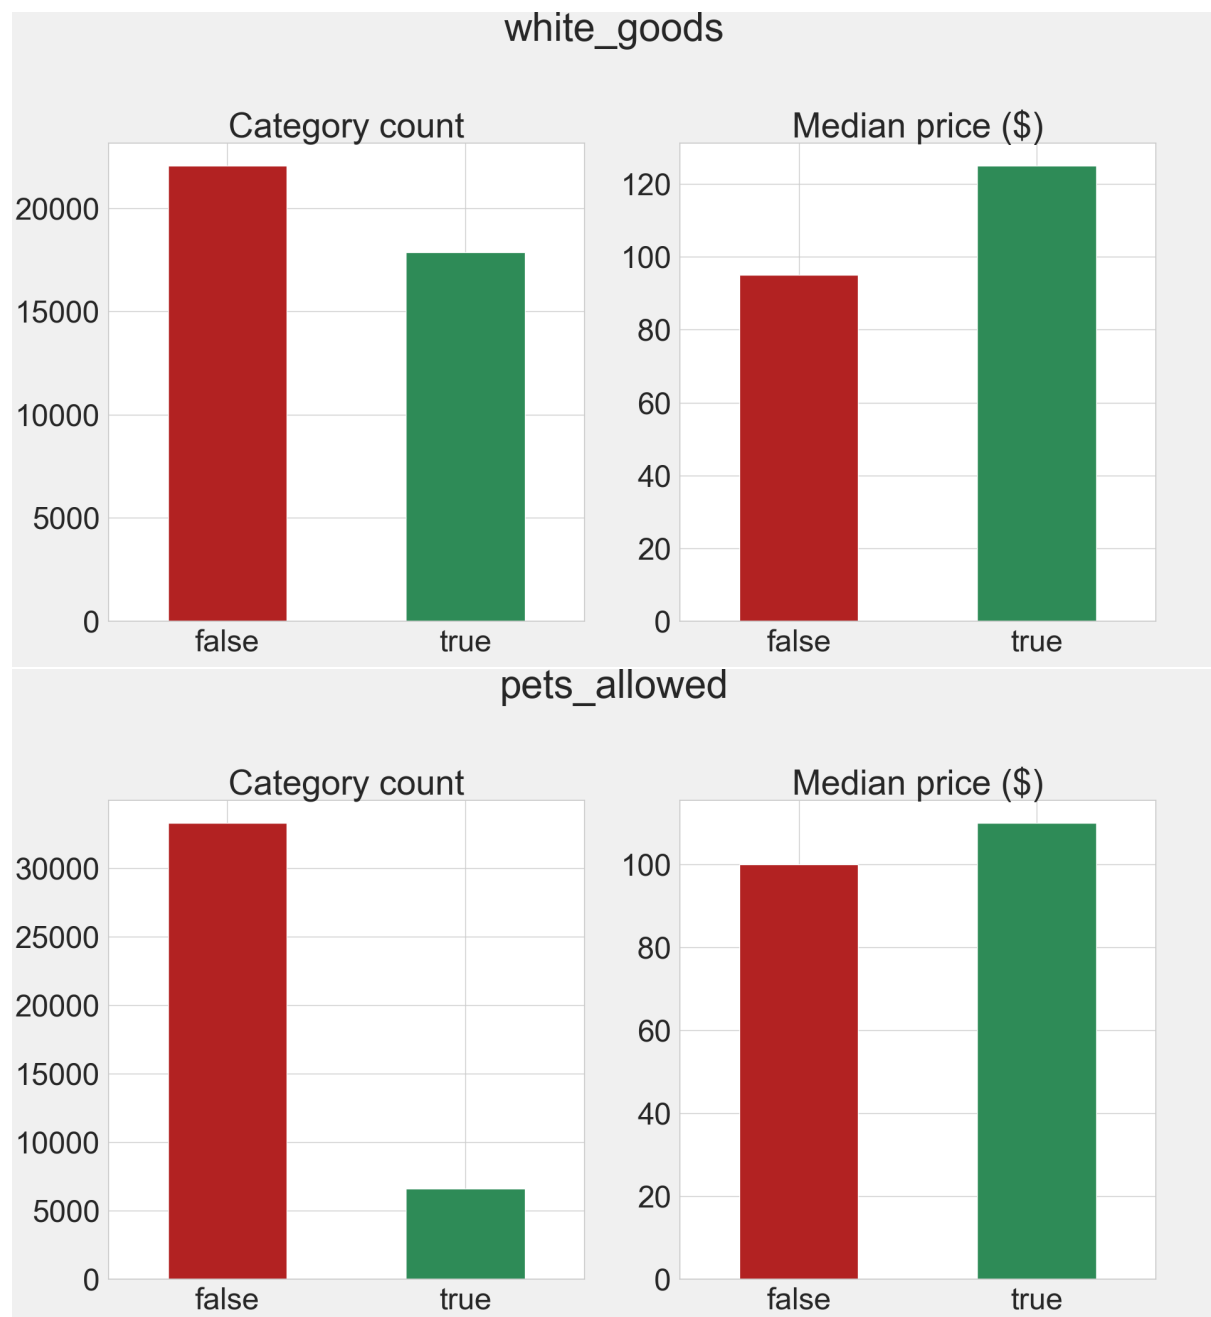 white_goods
Category count
Median price ($)
20000
15000
10000
5000
0
false
true
120
100
80
60
40
20
0
false
true
pets_allowed
Category count
Median price ($)
30000
25000
20000
15000
10000
5000
0
false
true
100
80
60
40
20
0
false
true